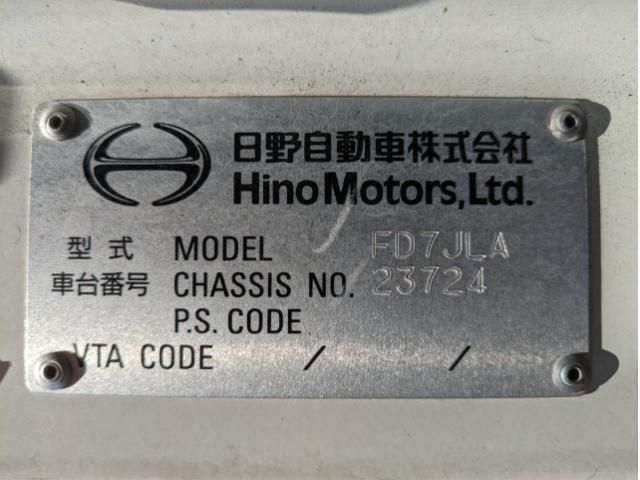 日野自動車株式会社
Hino Motors, Ltd.
型式 MODEL FD7JLA
車台番号 CHASSIS NO. 23724
P.S. CODE
VTA CODE / /